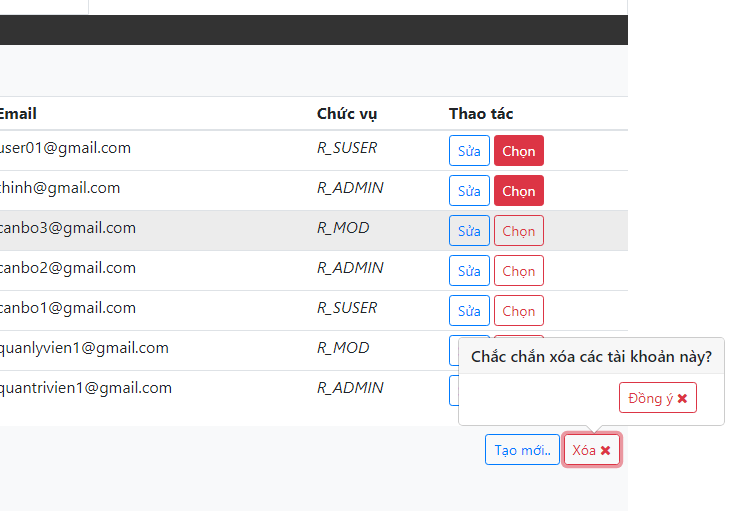 Email Chức vụ Thao tác
user01@gmail.com R_SUSER Sửa Chọn
thinh@gmail.com R_ADMIN Sửa Chọn
canbo3@gmail.com R_MOD Sửa Chọn
canbo2@gmail.com R_ADMIN Sửa Chọn
canbo1@gmail.com R_SUSER Sửa Chọn
quanlyvien1@gmail.com R_MOD
Chắc chắn xóa các tài khoản này?
quantrivien1@gmail.com R_ADMIN
Đồng ý ✖
Tạo mới.. Xóa ✖